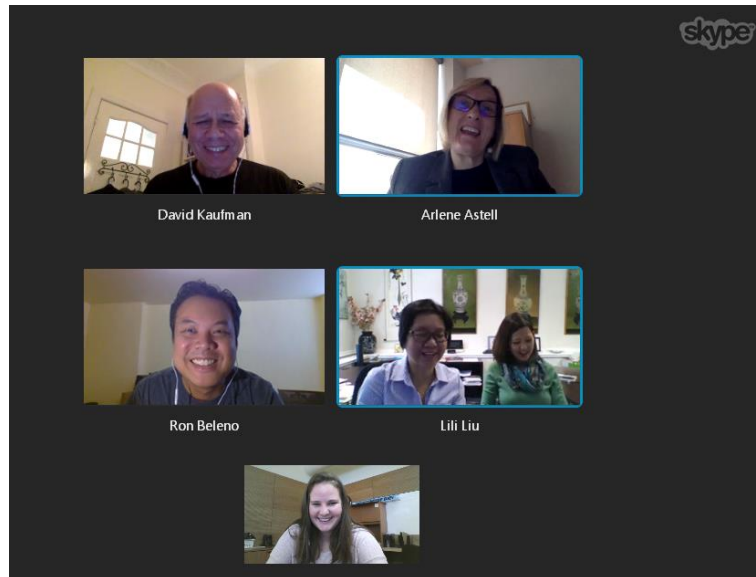 skype
David Kaufman
Arlene Astell
Ron Beleno
Lili Liu